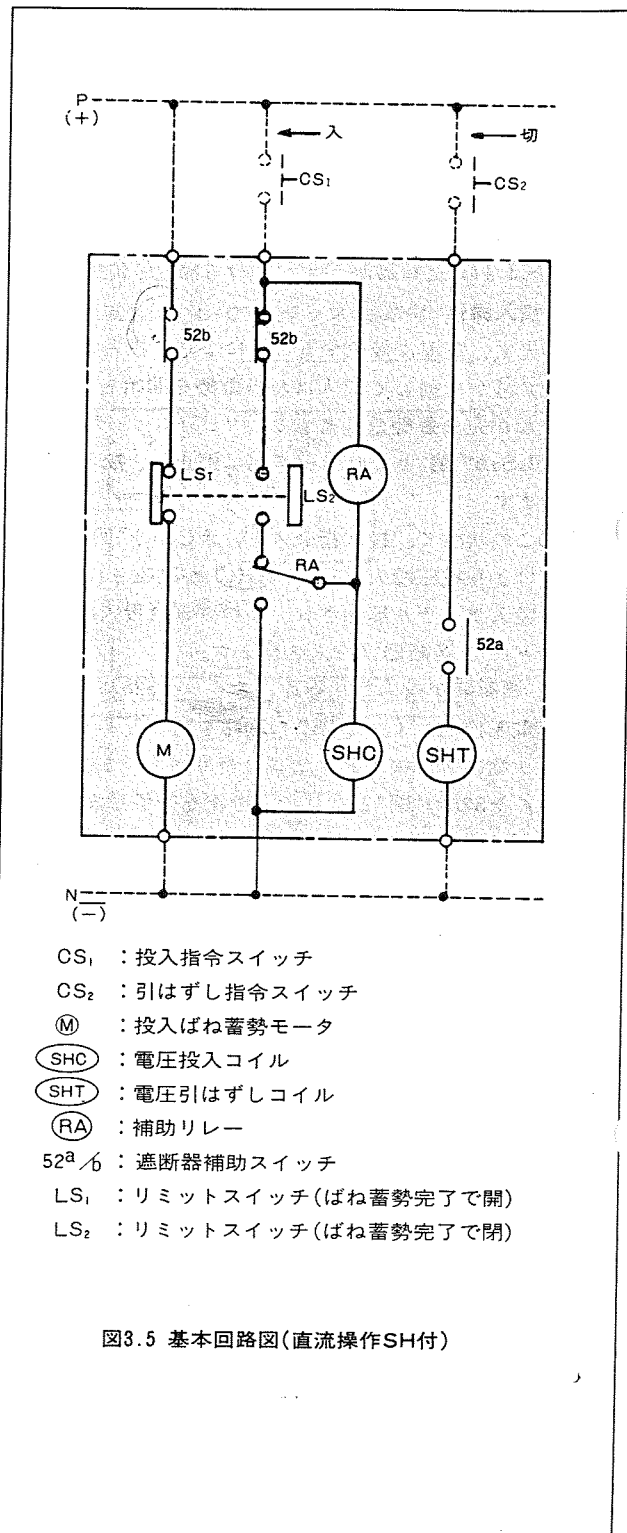 P
(+)
入
切
CS₁
CS₂
52b
52b
LS₁
LS₂
RA
RA
52a
M
SHC
SHT
N
(−)
CS₁ ：投入指令スイッチ
CS₂ ：引はずし指令スイッチ
Ⓜ ：投入ばね蓄勢モータ
SHC ：電圧投入コイル
SHT ：電圧引はずしコイル
RA ：補助リレー
52a/b ：遮断器補助スイッチ
LS₁ ：リミットスイッチ(ばね蓄勢完了で開)
LS₂ ：リミットスイッチ(ばね蓄勢完了で閉)
図3.5 基本回路図(直流操作SH付)